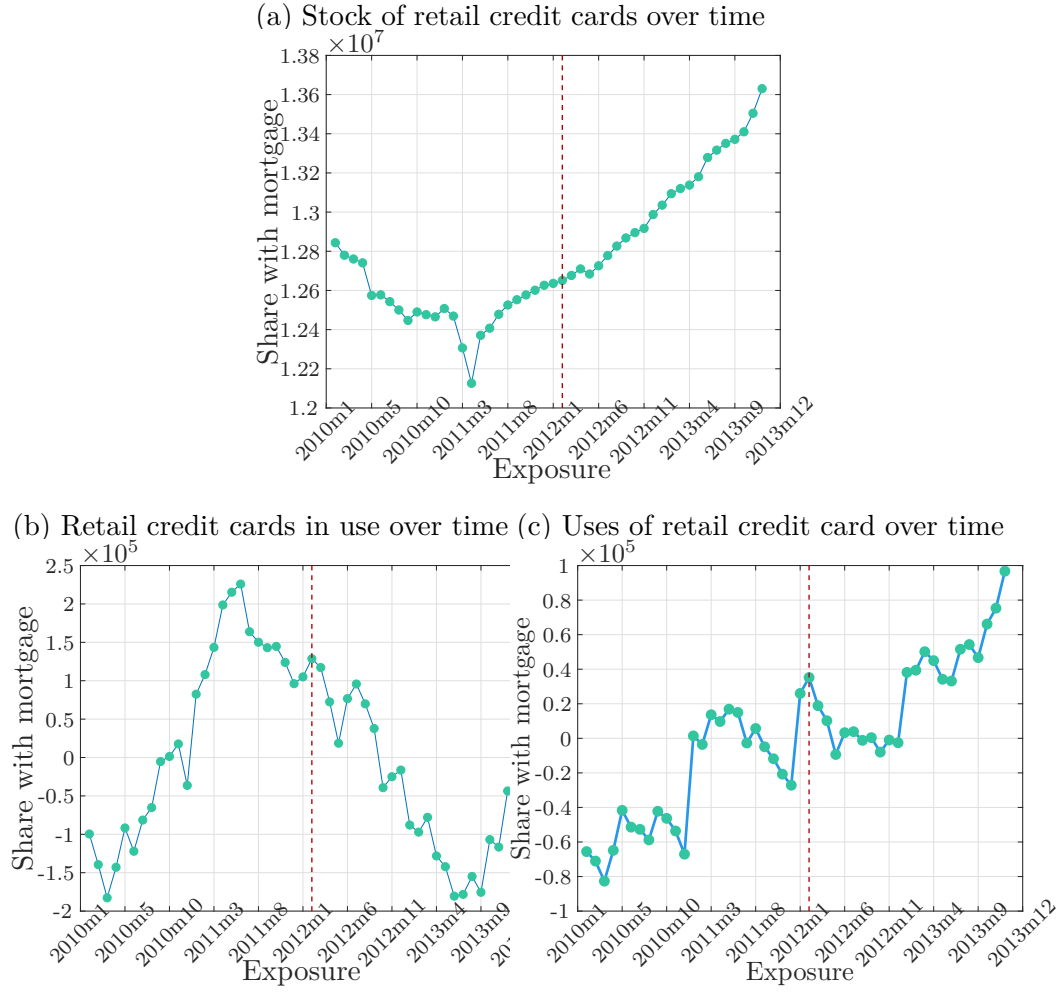 (a) Stock of retail credit cards over time
×10^7
1.38
1.36
1.34
1.32
1.3
1.28
1.26
1.24
1.22
1.2
Share with mortgage
2010m1
2010m5
2010m10
2011m3
2011m8
2012m1
2012m6
2012m11
2013m4
2013m9
2013m12
Exposure
(b) Retail credit cards in use over time
×10^5
2.5
2
1.5
1
0.5
0
-0.5
-1
-1.5
-2
Share with mortgage
2010m1
2010m5
2010m10
2011m3
2011m8
2012m1
2012m6
2012m11
2013m4
2013m9
Exposure
(c) Uses of retail credit card over time
×10^5
1
0.8
0.6
0.4
0.2
0
-0.2
-0.4
-0.6
-0.8
-1
Share with mortgage
2010m1
2010m5
2010m10
2011m3
2011m8
2012m1
2012m6
2012m11
2013m4
2013m9
2013m12
Exposure